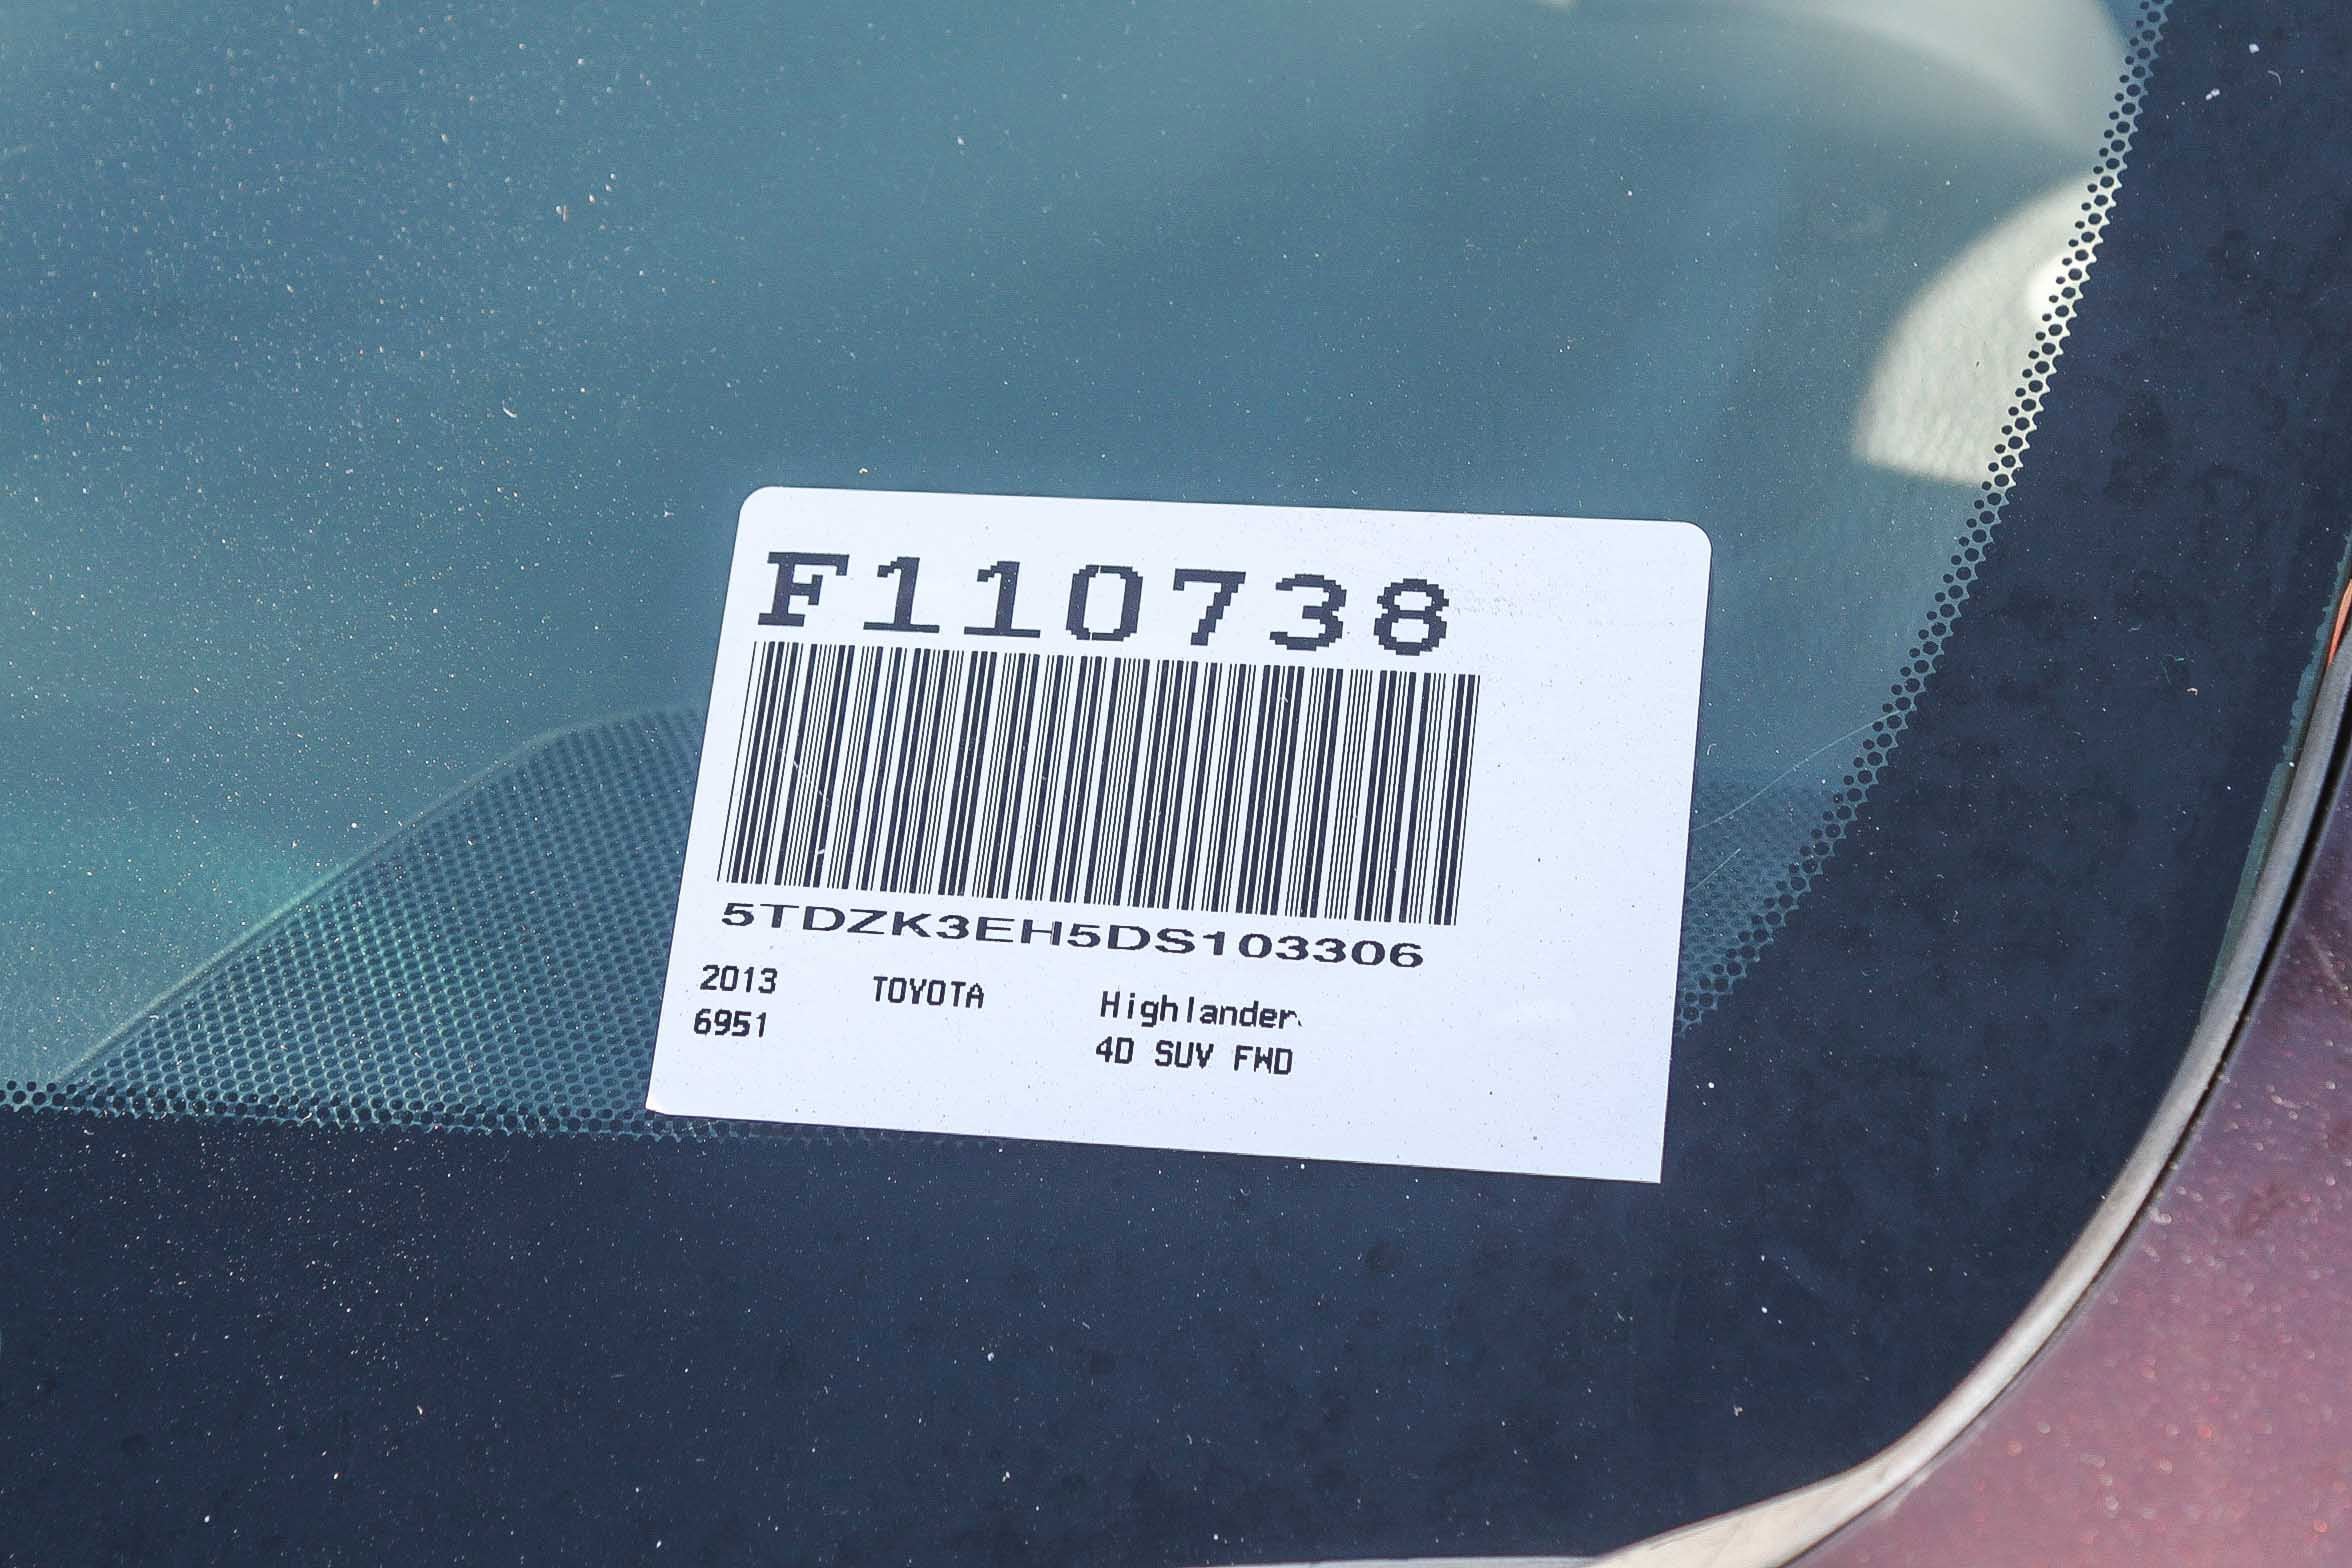 F110738
5TDZK3EH5DS103306
2013 TOYOTA Highlander
6951 4D SUV FWD